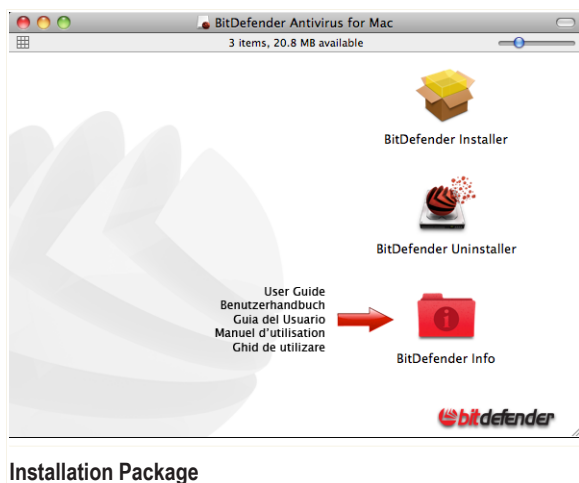 BitDefender Antivirus for Mac
3 items, 20.8 MB available
BitDefender Installer
BitDefender Uninstaller
User Guide
Benutzerhandbuch
Guia del Usuario
Manuel d'utilisation
Ghid de utilizare
BitDefender Info
bitdefender
Installation Package